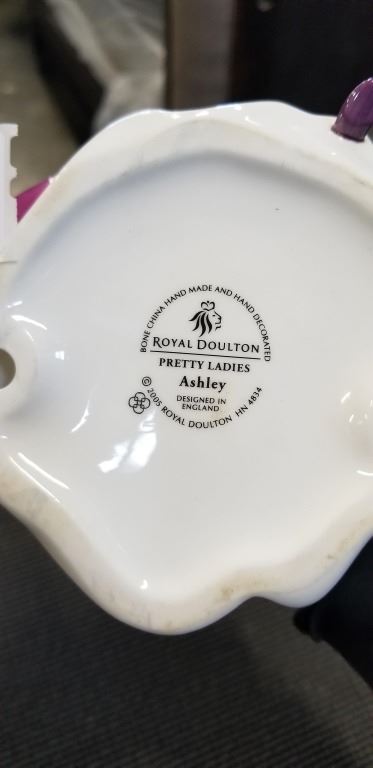 BONE CHINA HAND MADE AND HAND DECORATED
ROYAL DOULTON
PRETTY LADIES
Ashley
DESIGNED IN
ENGLAND
© 2005 ROYAL DOULTON HN 4834